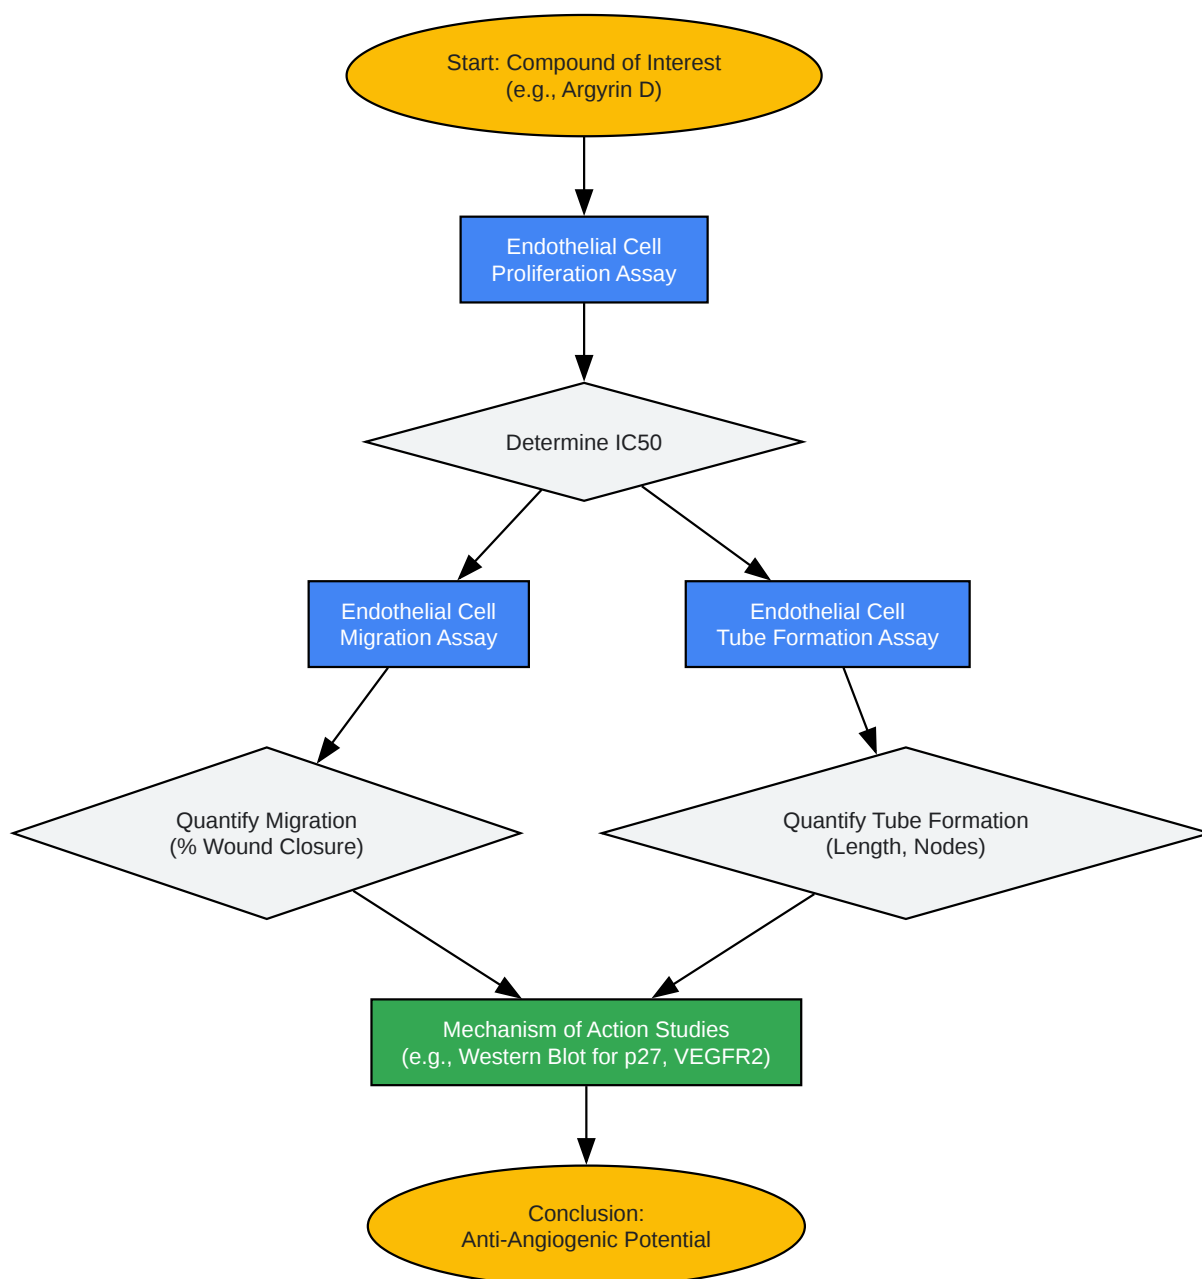 Start: Compound of Interest
(e.g., Argyrin D)
Endothelial Cell
Proliferation Assay
Determine IC50
Endothelial Cell
Migration Assay
Endothelial Cell
Tube Formation Assay
Quantify Migration
(% Wound Closure)
Quantify Tube Formation
(Length, Nodes)
Mechanism of Action Studies
(e.g., Western Blot for p27, VEGFR2)
Conclusion:
Anti-Angiogenic Potential